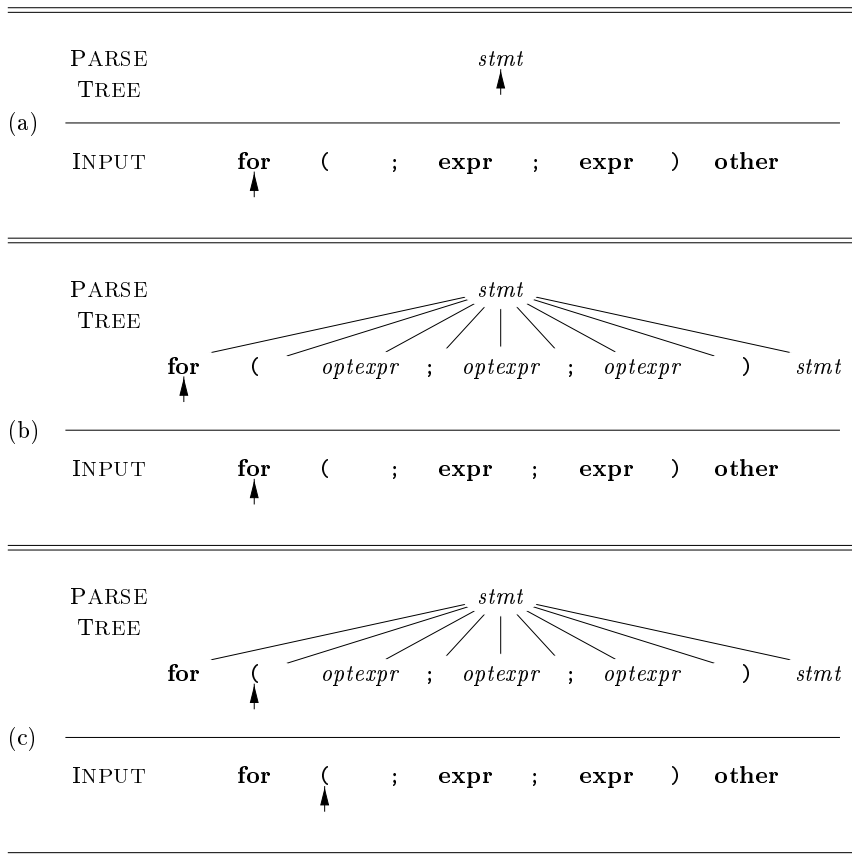 PARSE stmt
TREE
(a)
INPUT for ( ; expr ; expr ) other
PARSE stmt
TREE
for ( optexpr ; optexpr ; optexpr ) stmt
(b)
INPUT for ( ; expr ; expr ) other
PARSE stmt
TREE
for ( optexpr ; optexpr ; optexpr ) stmt
(c)
INPUT for ( ; expr ; expr ) other